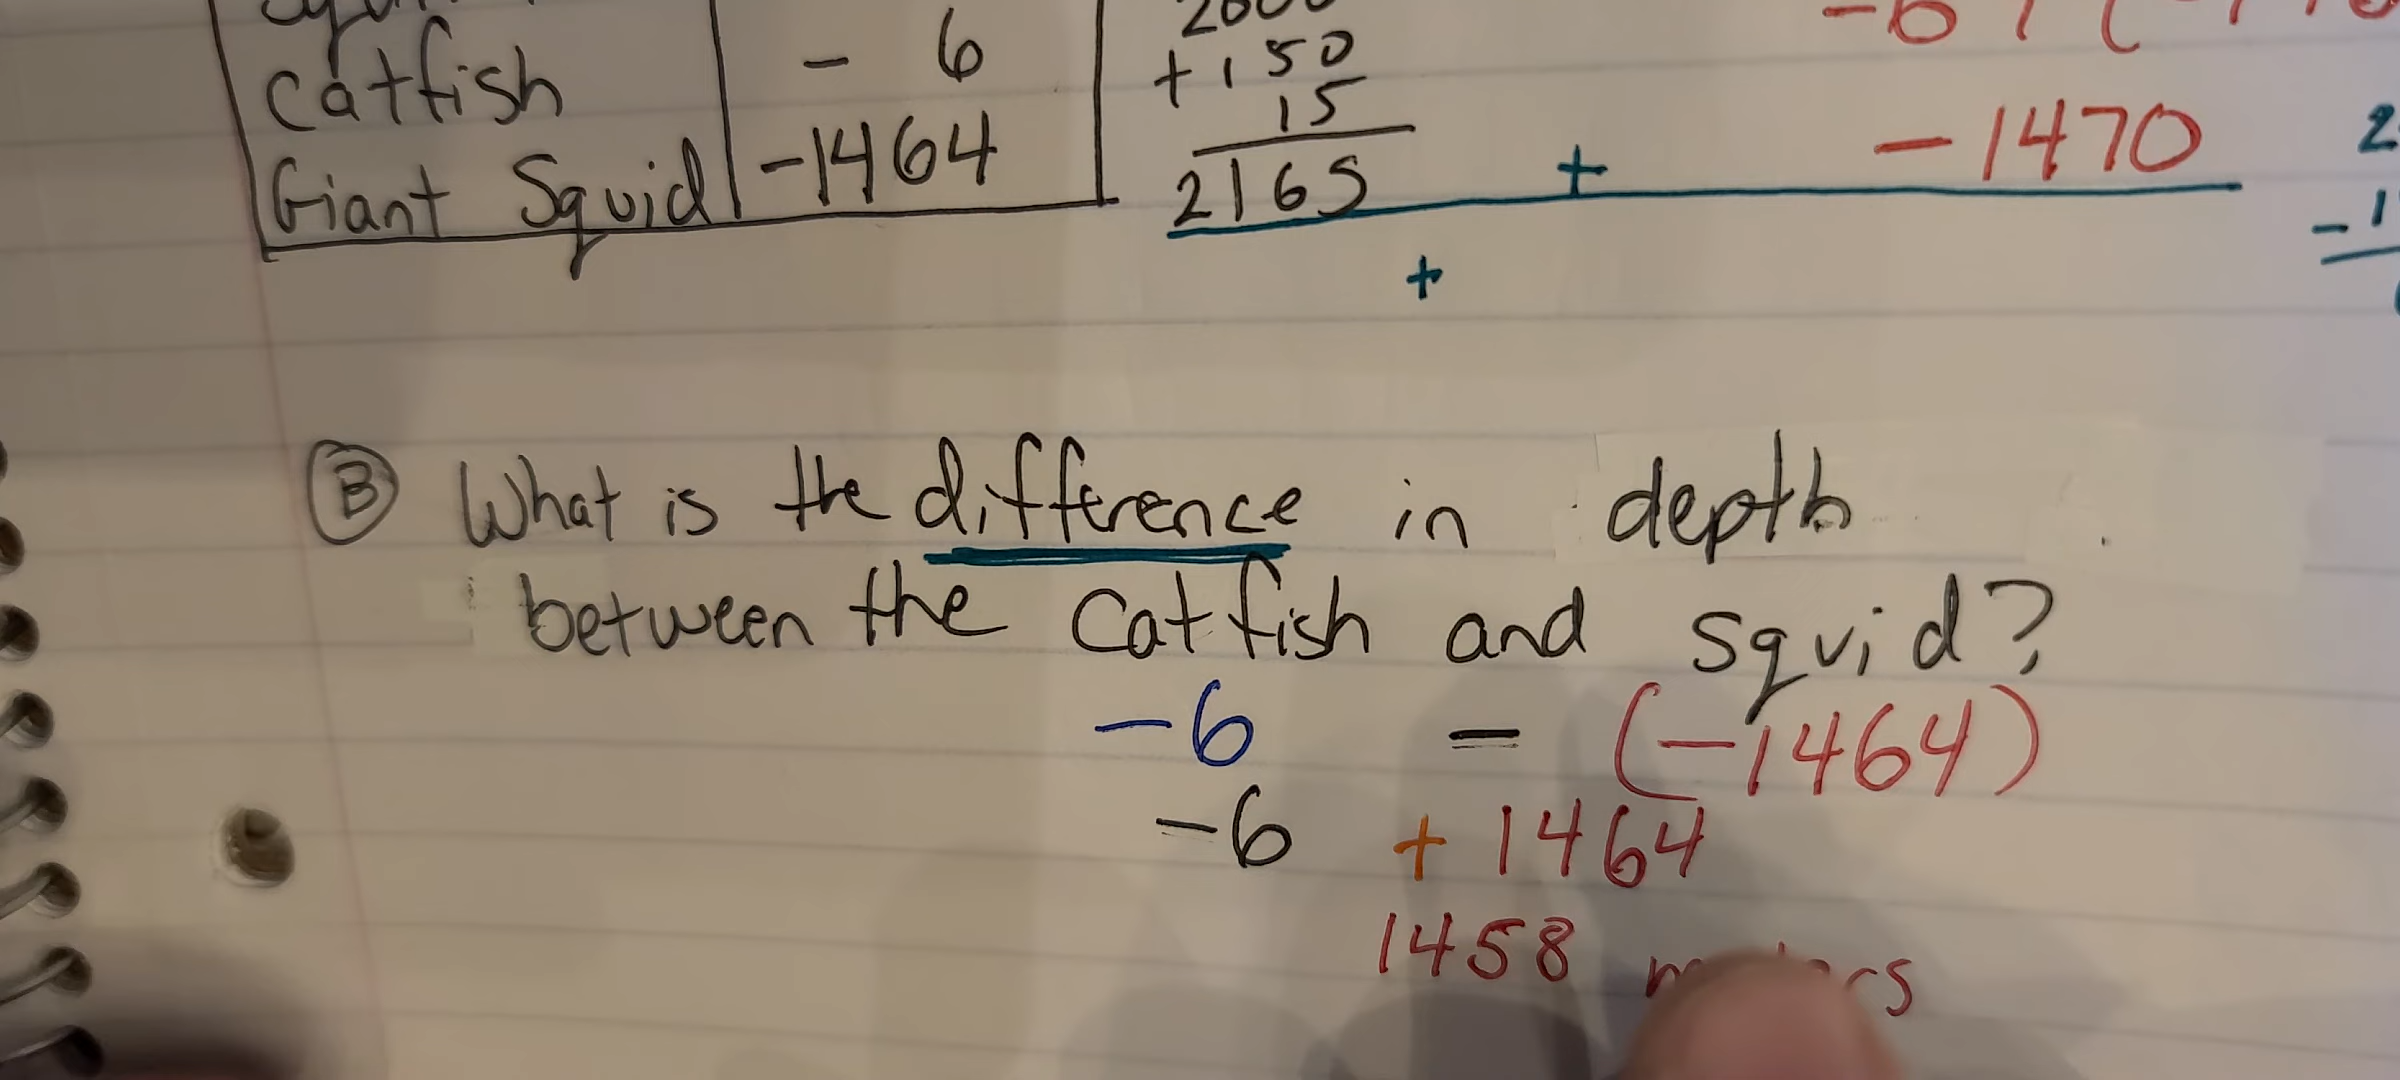 Catfish - 6
Giant Squid -1464
+150
15
2165
+ -1470
+
B What is the difference in depth
between the Catfish and Squid?
-6 - (-1464)
-6 + 1464
1458